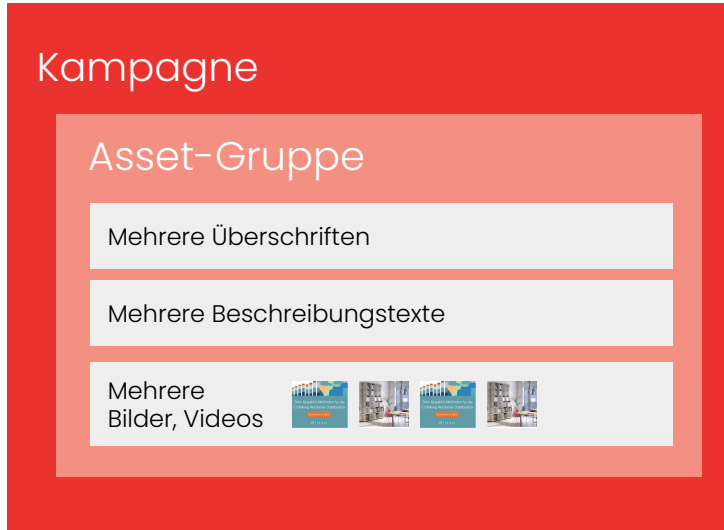 Kampagne
Asset-Gruppe
Mehrere Überschriften
Mehrere Beschreibungstexte
Mehrere
Bilder, Videos